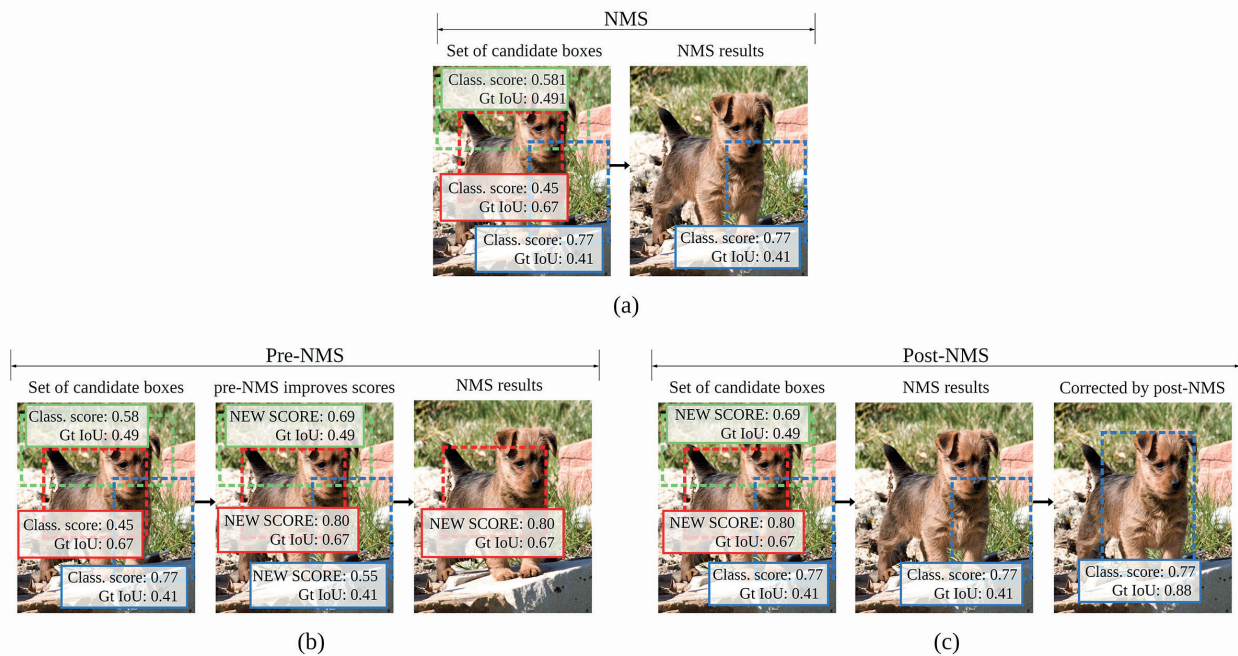 NMS
Set of candidate boxes
NMS results
Class. score: 0.581
Gt IoU: 0.491
Class. score: 0.45
Gt IoU: 0.67
Class. score: 0.77
Gt IoU: 0.41
Class. score: 0.77
Gt IoU: 0.41
(a)
Pre-NMS
Set of candidate boxes
pre-NMS improves scores
NMS results
Class. score: 0.58
Gt IoU: 0.49
Class. score: 0.45
Gt IoU: 0.67
Class. score: 0.77
Gt IoU: 0.41
NEW SCORE: 0.69
Gt IoU: 0.49
NEW SCORE: 0.80
Gt IoU: 0.67
NEW SCORE: 0.55
Gt IoU: 0.41
NEW SCORE: 0.80
Gt IoU: 0.67
(b)
Post-NMS
Set of candidate boxes
NMS results
Corrected by post-NMS
NEW SCORE: 0.69
Gt IoU: 0.49
NEW SCORE: 0.80
Gt IoU: 0.67
Class. score: 0.77
Gt IoU: 0.41
Class. score: 0.77
Gt IoU: 0.41
Class. score: 0.77
Gt IoU: 0.88
(c)